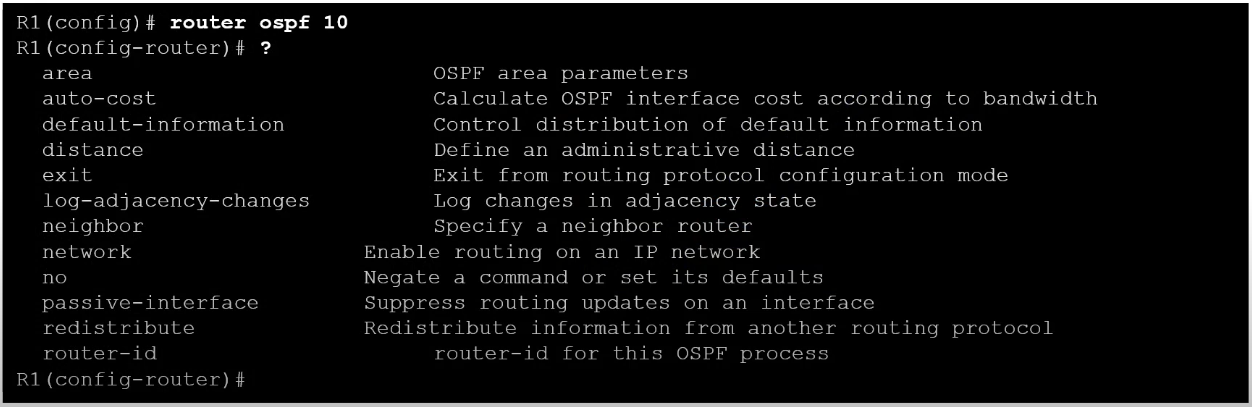 R1(config)# router ospf 10
R1(config-router)# ?
  area                          OSPF area parameters
  auto-cost                     Calculate OSPF interface cost according to bandwidth
  default-information           Control distribution of default information
  distance                      Define an administrative distance
  exit                          Exit from routing protocol configuration mode
  log-adjacency-changes         Log changes in adjacency state
  neighbor                      Specify a neighbor router
  network                  Enable routing on an IP network
  no                       Negate a command or set its defaults
  passive-interface        Suppress routing updates on an interface
  redistribute             Redistribute information from another routing protocol
  router-id                     router-id for this OSPF process
R1(config-router)#